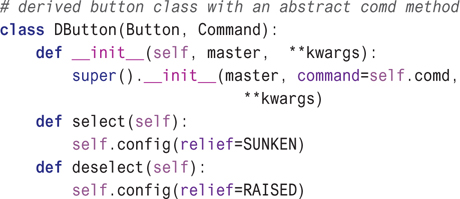 # derived button class with an abstract comd method
class DButton(Button, Command):
    def __init__(self, master,  **kwargs):
        super().__init__(master, command=self.comd,
                           **kwargs)
    def select(self):
        self.config(relief=SUNKEN)
    def deselect(self):
        self.config(relief=RAISED)